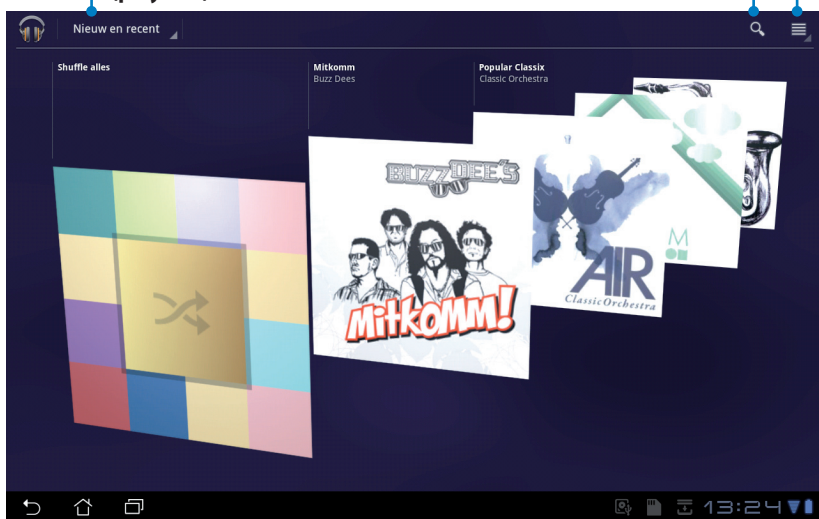 Nieuw en recent
Shuffle alles
Mitkomm
Buzz Dees
Popular Classix
Classic Orchestra
BUZZ DEE'S
Mitkomm!
AIR
Classic Orchestra
M
13:24